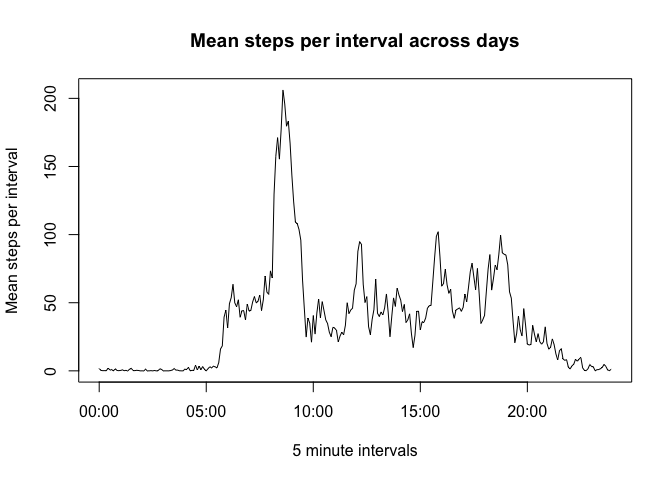 Mean steps per interval across days
Mean steps per interval
200
150
100
50
0
00:00 05:00 10:00 15:00 20:00
5 minute intervals